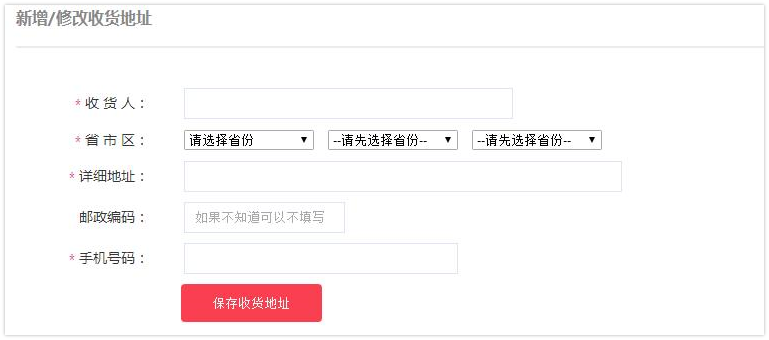 新增/修改收货地址
* 收 货 人：
* 省 市 区： 请选择省份 --请先选择省份-- --请先选择省份--
* 详细地址：
邮政编码： 如果不知道可以不填写
* 手机号码：
保存收货地址